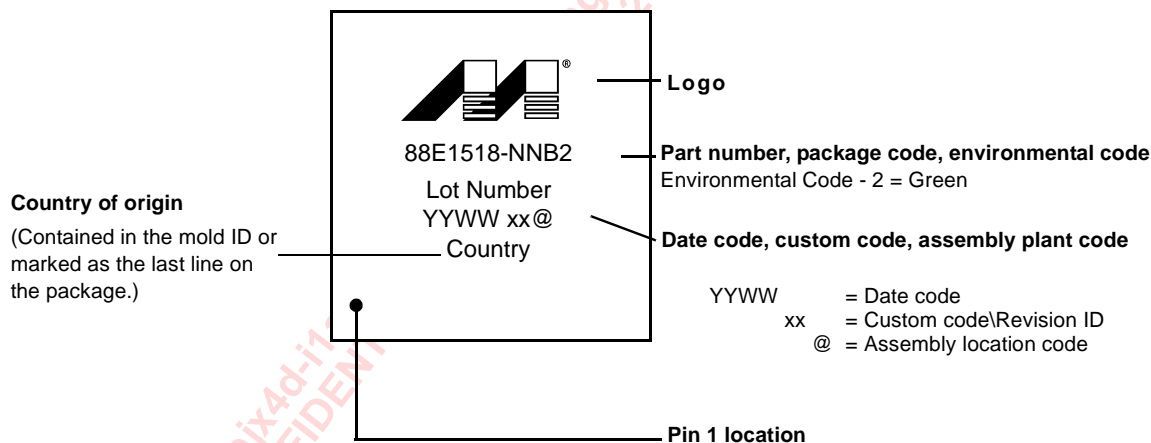 ®
Logo
88E1518-NNB2
Part number, package code, environmental code
Environmental Code - 2 = Green
Lot Number
YYWW xx@
Country
Country of origin
(Contained in the mold ID or
marked as the last line on
the package.)
Date code, custom code, assembly plant code
YYWW = Date code
xx = Custom code\Revision ID
@ = Assembly location code
Pin 1 location